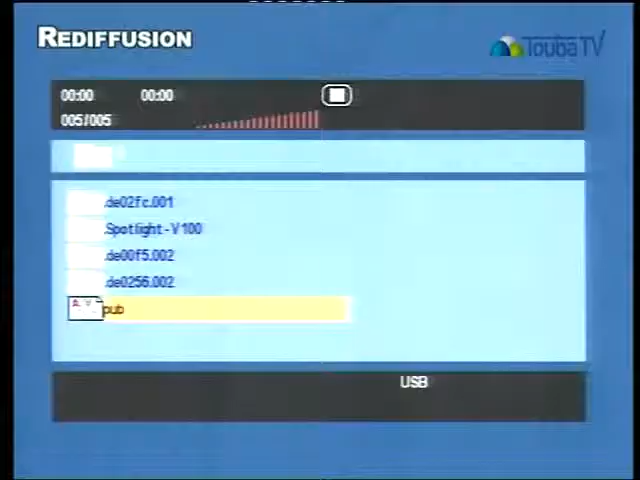 REDIFFUSION
Touba TV
00:00 00:00
005/005
.de02fc.001
.Spotlight-V100
.de00f5.002
.de0256.002
pub
USB